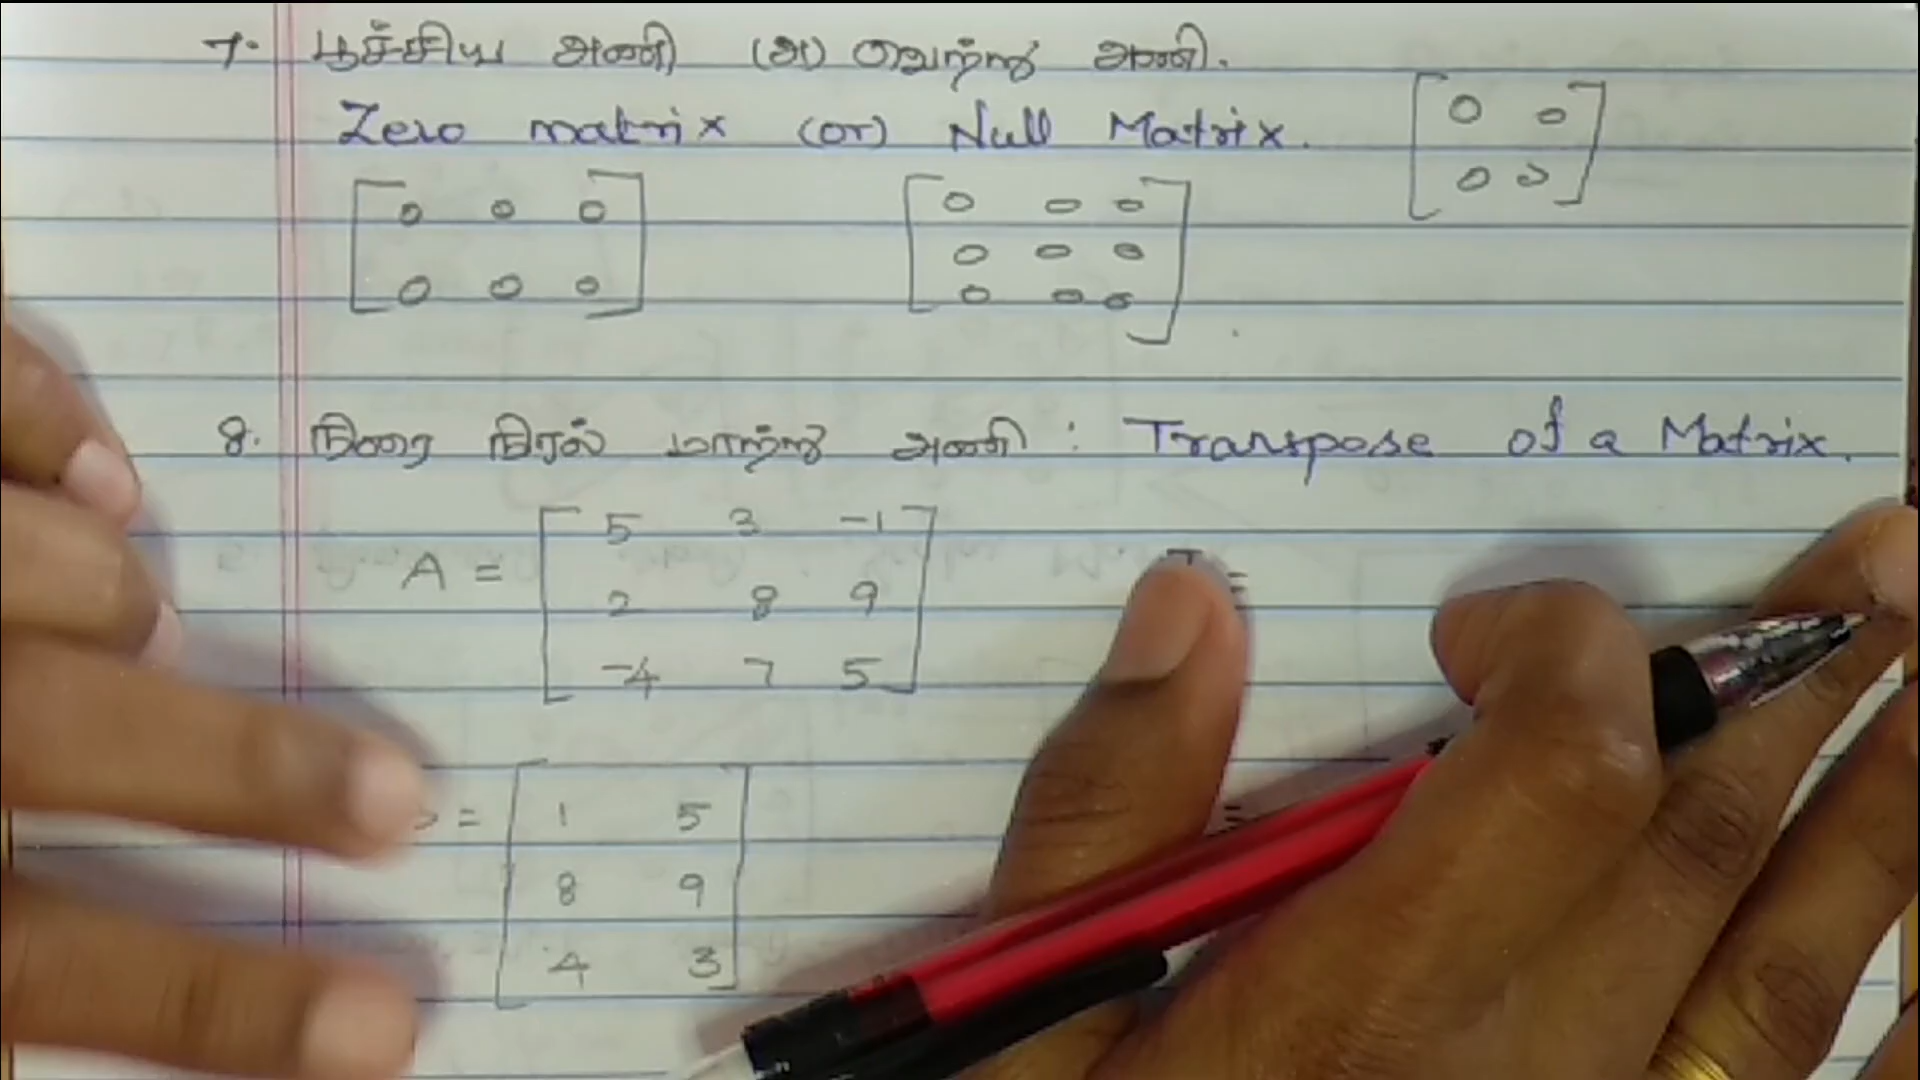 7. பூச்சிய அணி (அ) வெற்று அணி.
Zero matrix (or) Null Matrix.
0 0
0 0
0 0 0
0 0 0
0 0 0
0 0 0
0 0 0
8. நிரை நிரல் மாற்று அணி : Transpose of a Matrix.
A = 5 3 -1
2 8 9
-4 7 5
T =
= 1 5
8 9
4 3
=